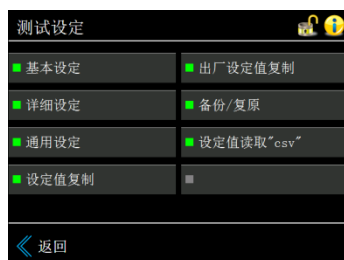 测试设定
基本设定
出厂设定值复制
详细设定
备份/复原
通用设定
设定值读取"csv"
设定值复制
返回